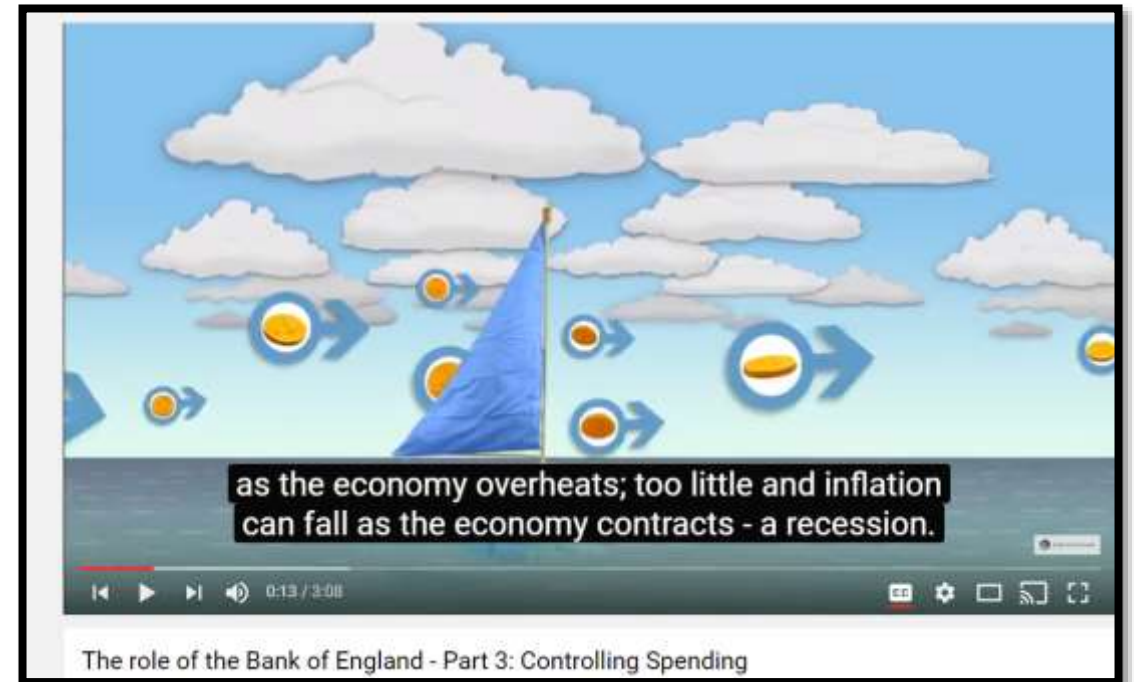 as the economy overheats; too little and inflation
can fall as the economy contracts - a recession.
0:13 / 3:08
The role of the Bank of England - Part 3: Controlling Spending